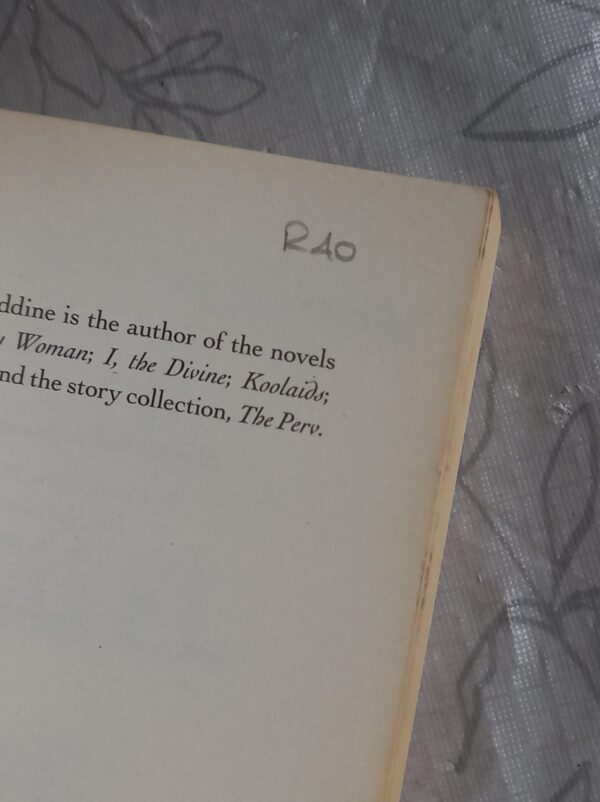 R40
ddine is the author of the novels
Woman; I, the Divine; Koolaids;
nd the story collection, The Perv.